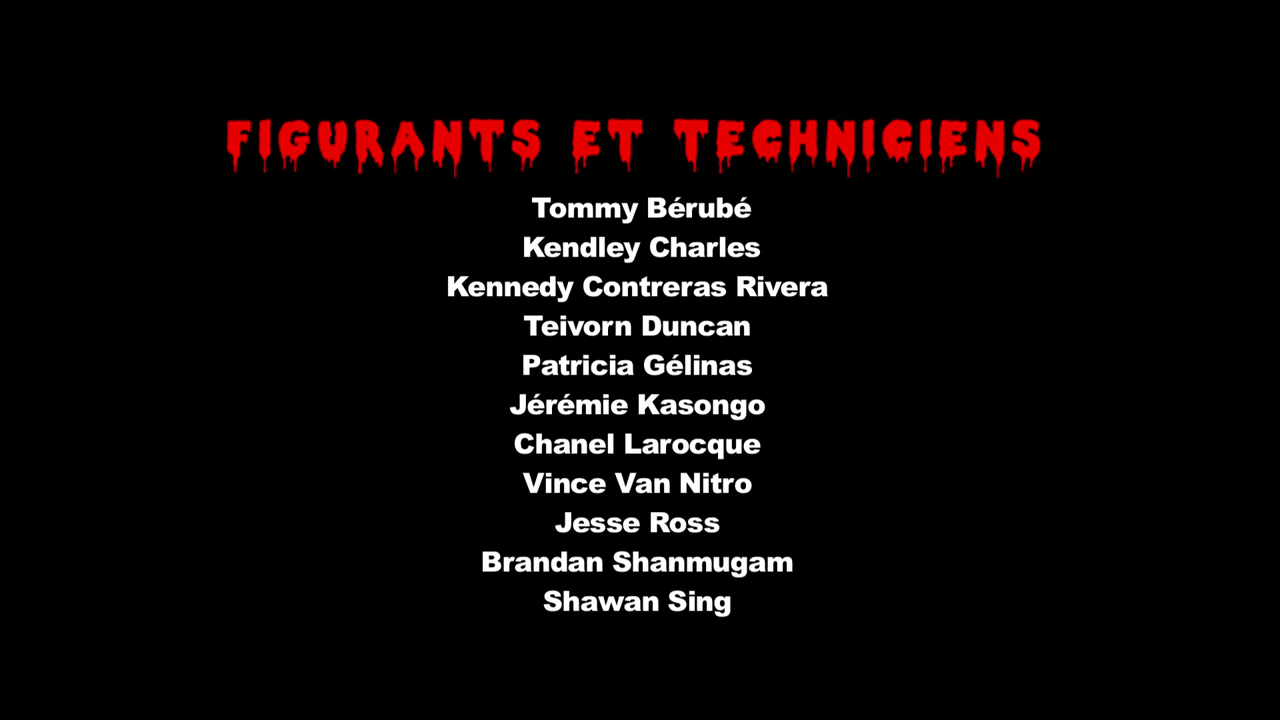 FIGURANTS ET TECHNICIENS
Tommy Bérubé
Kendley Charles
Kennedy Contreras Rivera
Teivorn Duncan
Patricia Gélinas
Jérémie Kasongo
Chanel Larocque
Vince Van Nitro
Jesse Ross
Brandan Shanmugam
Shawan Sing